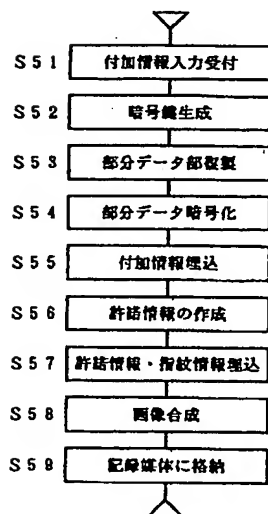 S51 付加情報入力受付
S52 暗号鍵生成
S53 部分データ部複製
S54 部分データ暗号化
S55 付加情報埋込
S56 許諾情報の作成
S57 許諾情報・指紋情報埋込
S58 画像合成
S59 記録媒体に格納